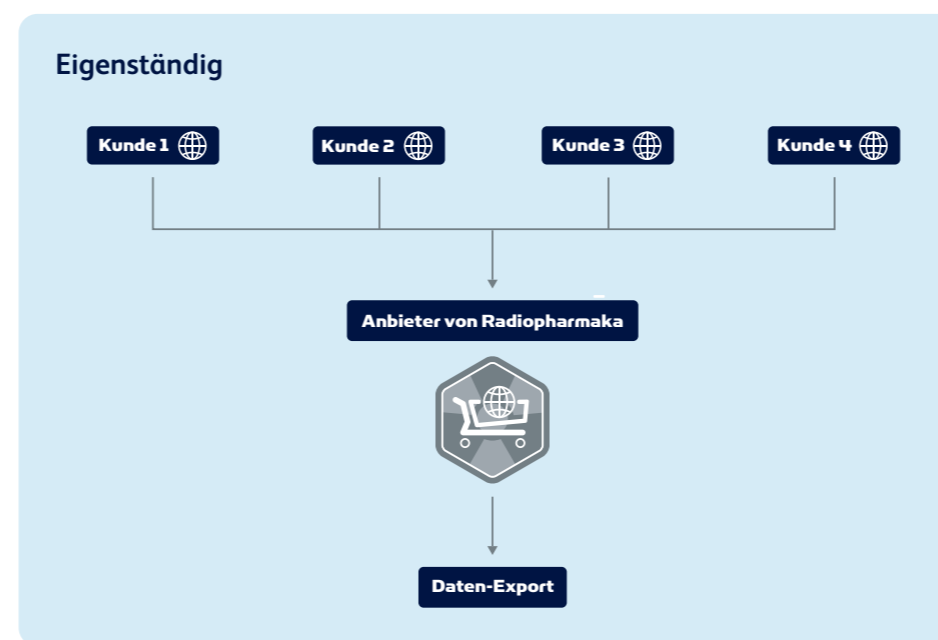 Eigenständig
Kunde 1
Kunde 2
Kunde 3
Kunde 4
Anbieter von Radiopharmaka
Daten-Export